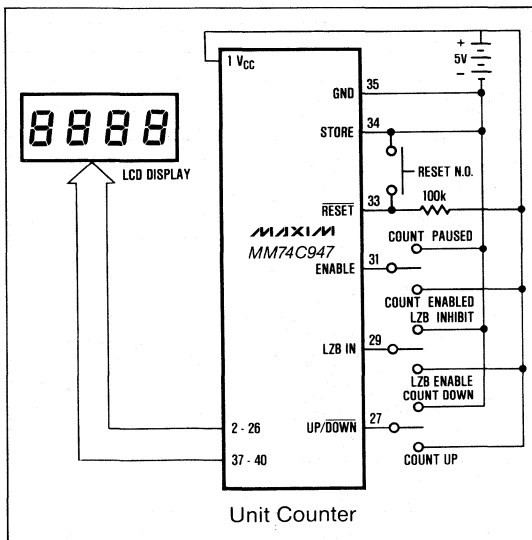 1 VCC
+
5V
−
GND
35
STORE
34
RESET N.O.
RESET
33
100k
8888
LCD DISPLAY
MAXIM
MM74C947
COUNT PAUSED
ENABLE
31
COUNT ENABLED
LZB INHIBIT
LZB IN
29
LZB ENABLE
COUNT DOWN
2 - 26
UP/DOWN
27
37 - 40
COUNT UP
Unit Counter